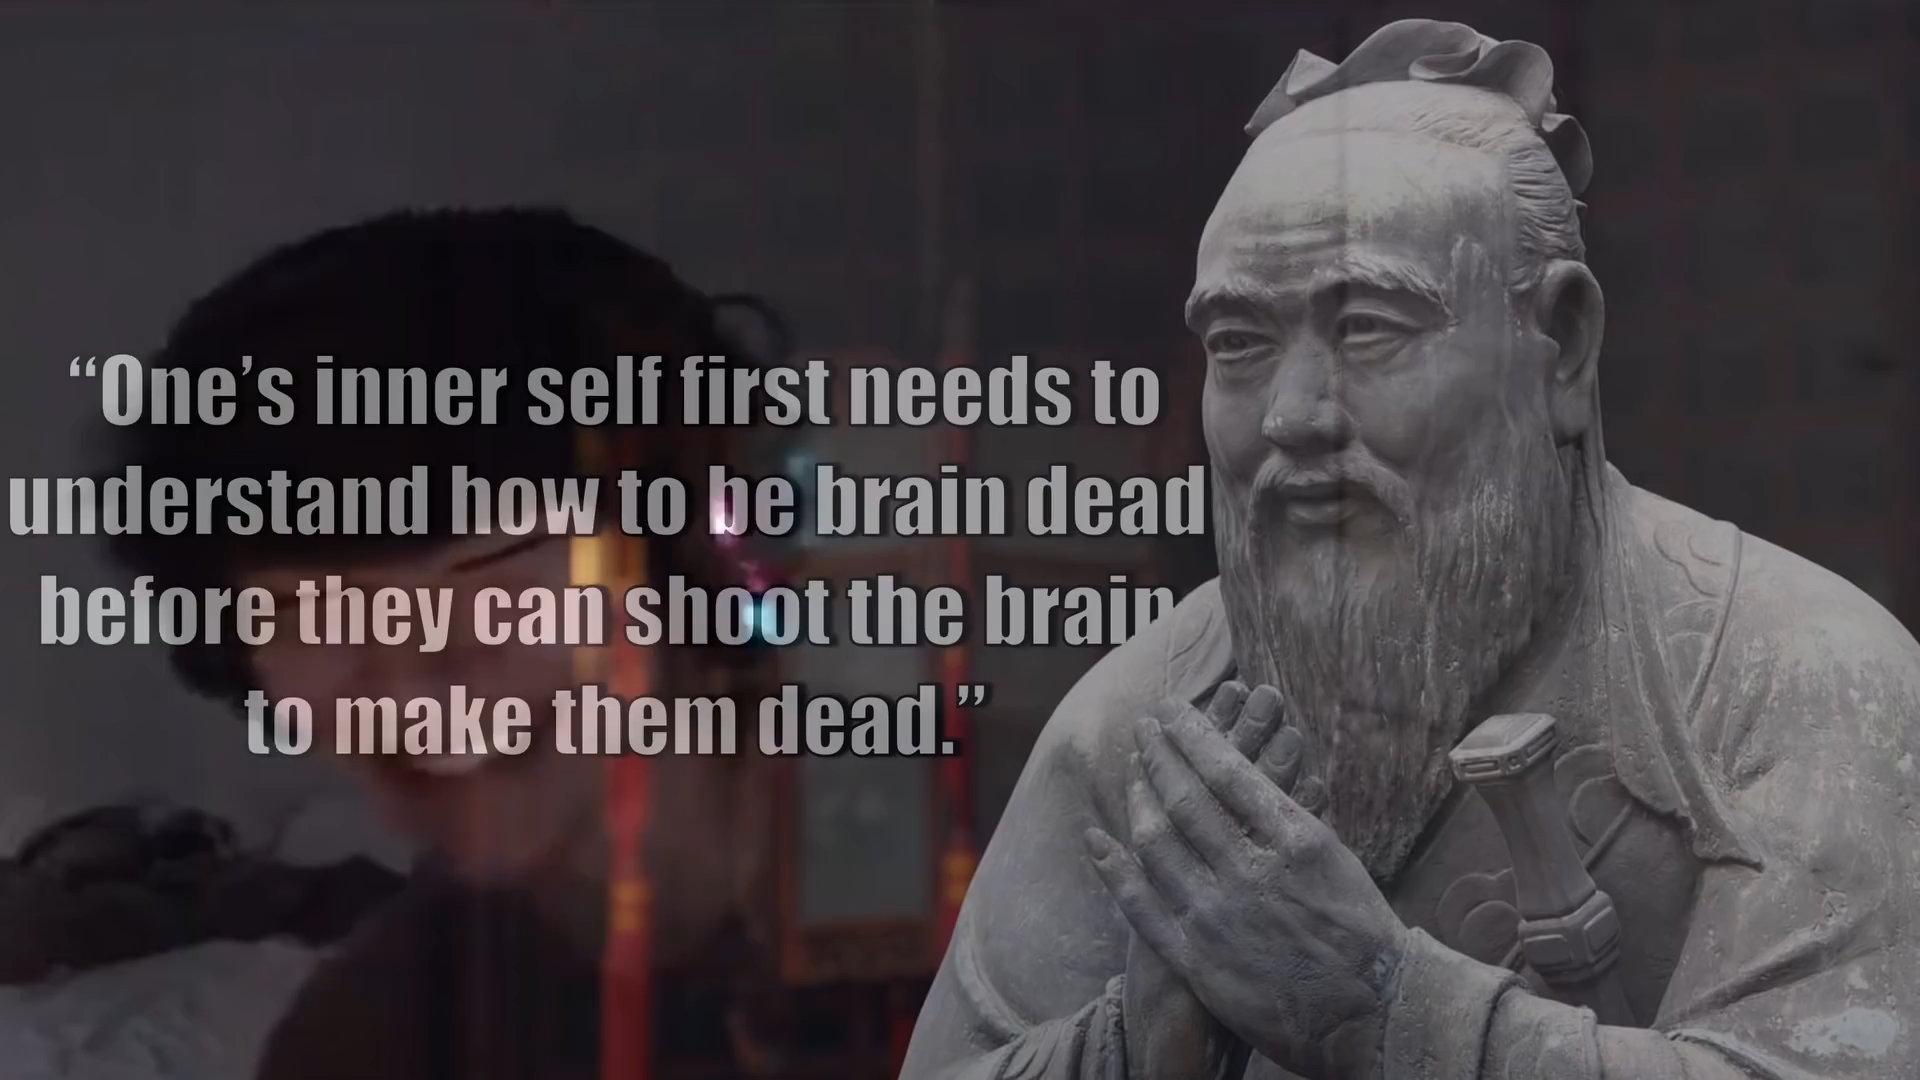 “One’s inner self first needs to
understand how to be brain dead
before they can shoot the brain
to make them dead.”